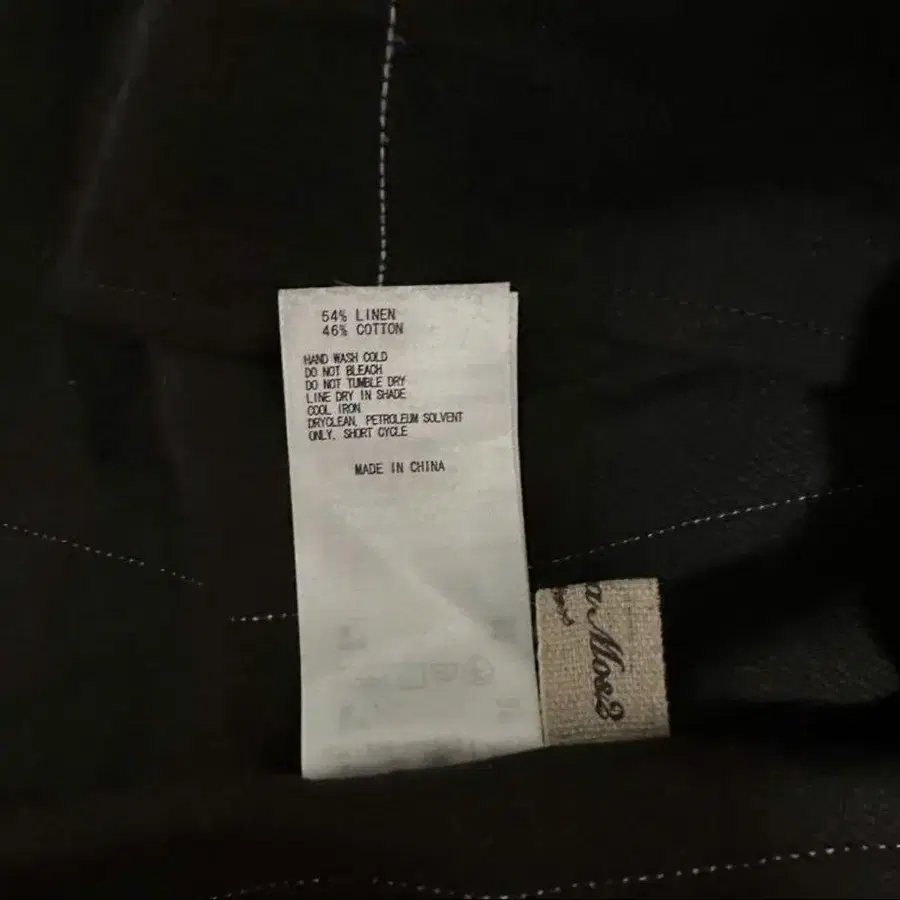 54% LINEN
46% COTTON
HAND WASH COLD
DO NOT BLEACH
DO NOT TUMBLE DRY
LINE DRY IN SHADE
COOL IRON
DRYCLEAN, PETROLEUM SOLVENT
ONLY, SHORT CYCLE
MADE IN CHINA
a Mos2